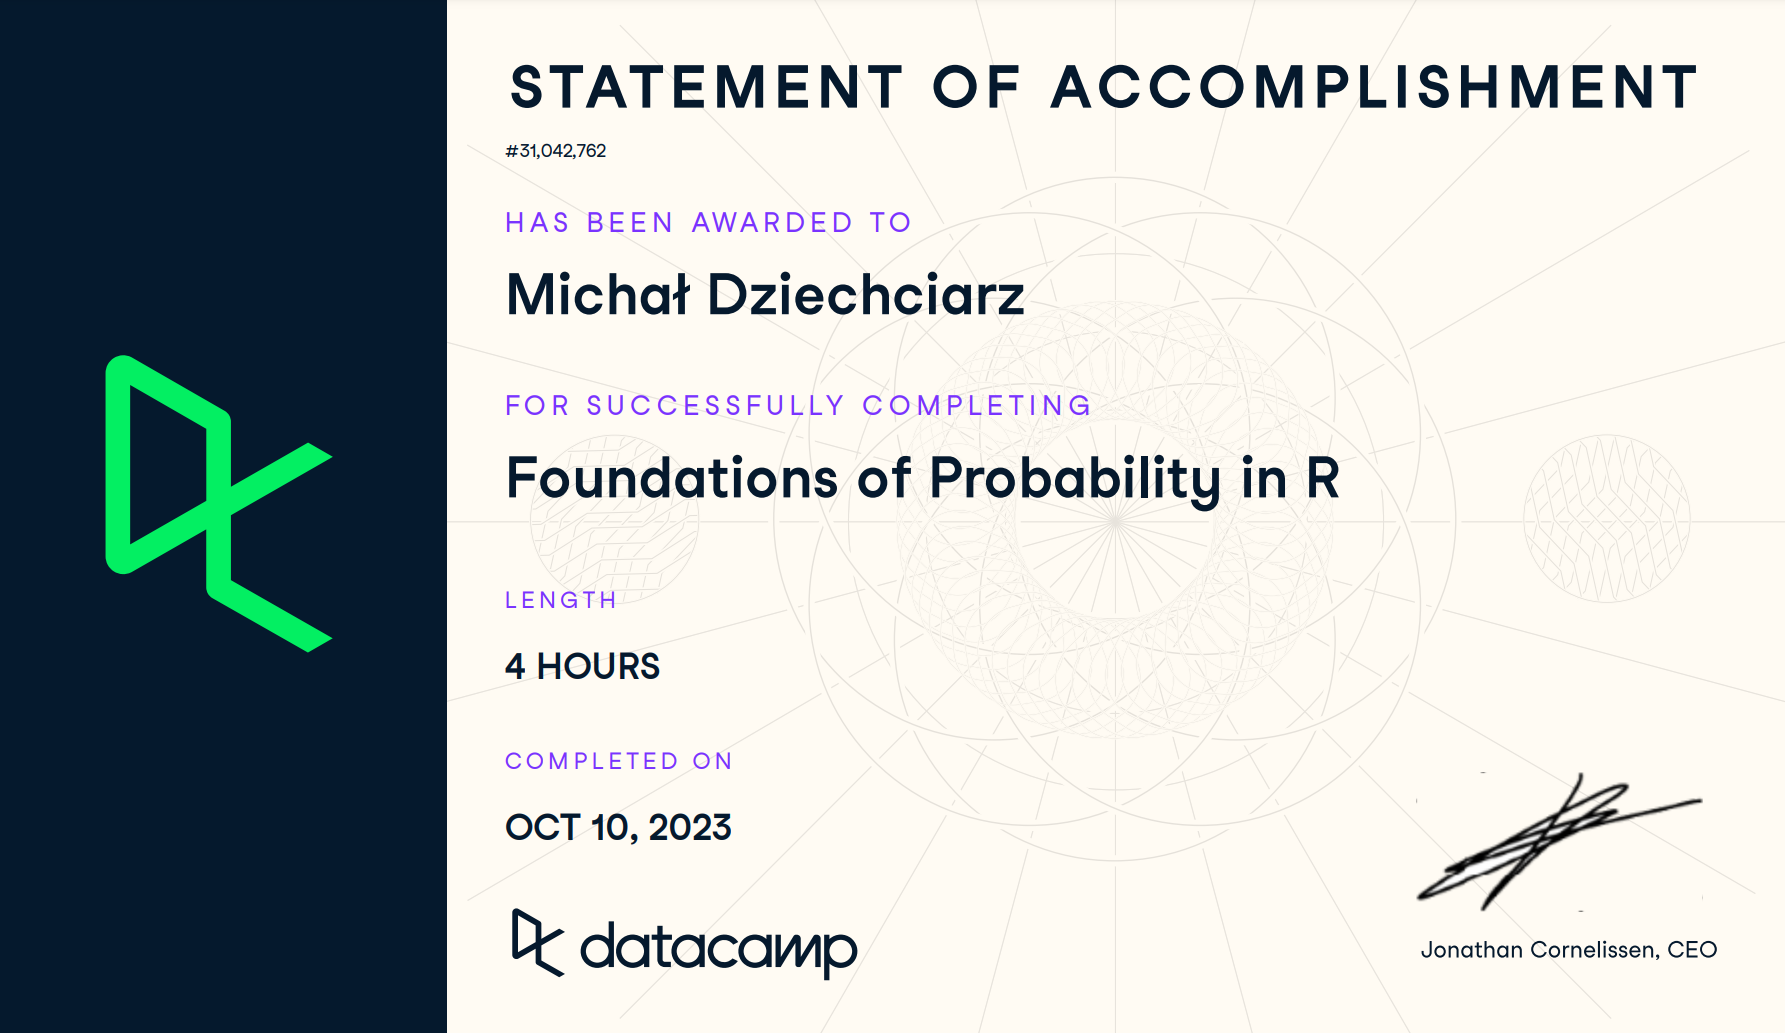 STATEMENT OF ACCOMPLISHMENT
#31,042,762
HAS BEEN AWARDED TO
Michał Dziechciarz
FOR SUCCESSFULLY COMPLETING
Foundations of Probability in R
LENGTH
4 HOURS
COMPLETED ON
OCT 10, 2023
datacamp
Jonathan Cornelissen, CEO